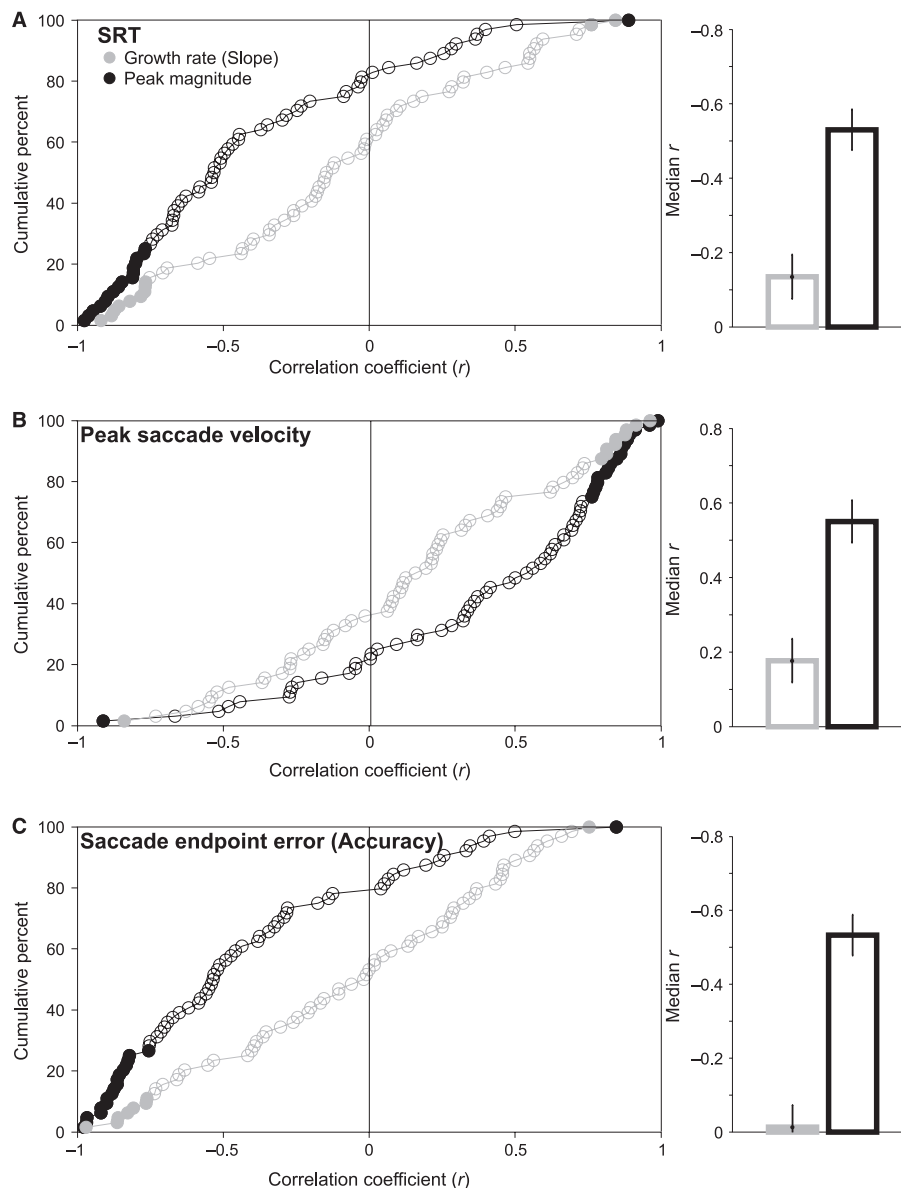 A
SRT
Growth rate (Slope)
Peak magnitude
100
80
60
40
20
0
Cumulative percent
−1
−0.5
0
0.5
1
Correlation coefficient (r)
−0.8
−0.6
−0.4
−0.2
0
Median r
B
Peak saccade velocity
100
80
60
40
20
0
Cumulative percent
−1
−0.5
0
0.5
1
Correlation coefficient (r)
0.8
0.6
0.4
0.2
0
Median r
C
Saccade endpoint error (Accuracy)
100
80
60
40
20
0
Cumulative percent
−1
−0.5
0
0.5
1
Correlation coefficient (r)
−0.8
−0.6
−0.4
−0.2
0
Median r